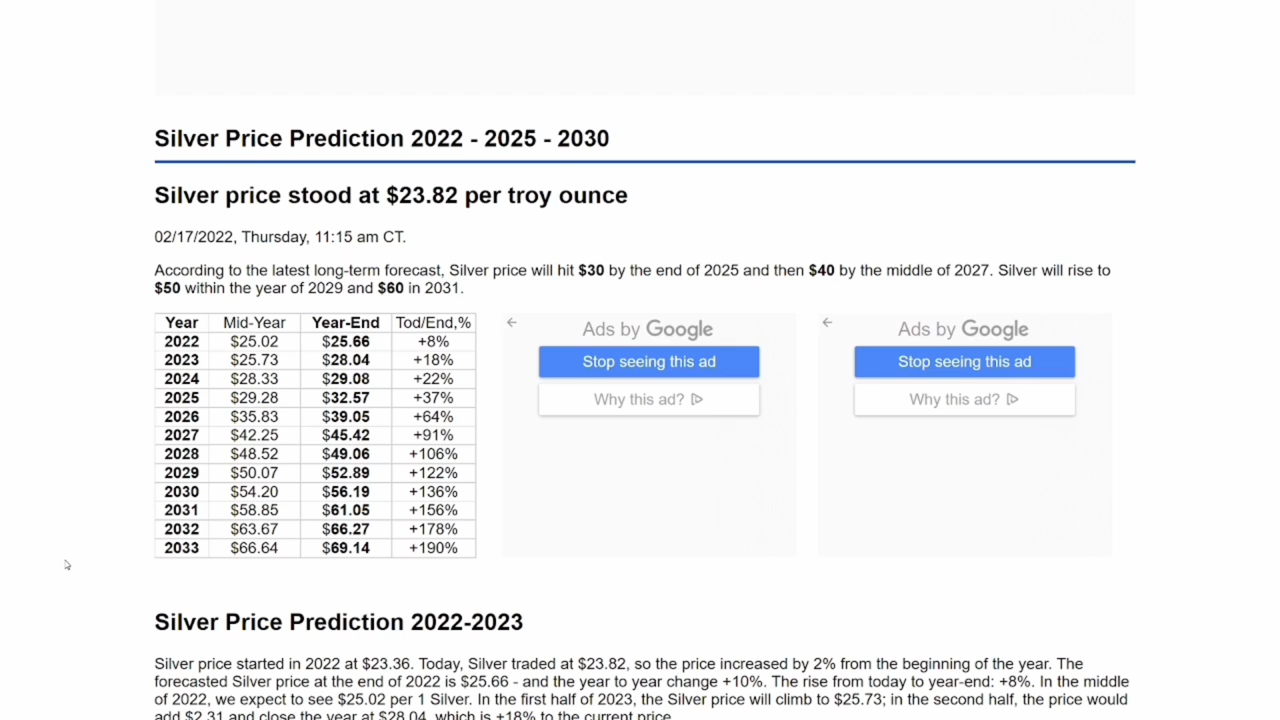 Silver Price Prediction 2022 - 2025 - 2030
Silver price stood at $23.82 per troy ounce
02/17/2022, Thursday, 11:15 am CT.
According to the latest long-term forecast, Silver price will hit $30 by the end of 2025 and then $40 by the middle of 2027. Silver will rise to
$50 within the year of 2029 and $60 in 2031.
Year Mid-Year Year-End Tod/End,%
2022 $25.02 $25.66 +8%
2023 $25.73 $28.04 +18%
2024 $28.33 $29.08 +22%
2025 $29.28 $32.57 +37%
2026 $35.83 $39.05 +64%
2027 $42.25 $45.42 +91%
2028 $48.52 $49.06 +106%
2029 $50.07 $52.89 +122%
2030 $54.20 $56.19 +136%
2031 $58.85 $61.05 +156%
2032 $63.67 $66.27 +178%
2033 $66.64 $69.14 +190%
Ads by Google
Stop seeing this ad
Why this ad?
Ads by Google
Stop seeing this ad
Why this ad?
Silver Price Prediction 2022-2023
Silver price started in 2022 at $23.36. Today, Silver traded at $23.82, so the price increased by 2% from the beginning of the year. The
forecasted Silver price at the end of 2022 is $25.66 - and the year to year change +10%. The rise from today to year-end: +8%. In the middle
of 2022, we expect to see $25.02 per 1 Silver. In the first half of 2023, the Silver price will climb to $25.73; in the second half, the price would
add $2.31 and close the year at $28.04, which is +18% to the current price.